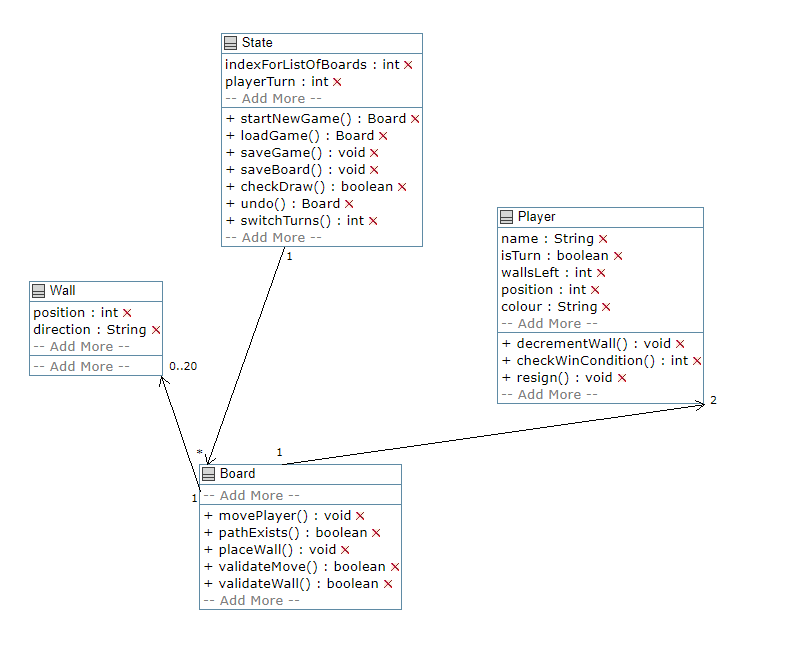 State
indexForListOfBoards : int
playerTurn : int
-- Add More --
+ startNewGame() : Board
+ loadGame() : Board
+ saveGame() : void
+ saveBoard() : void
+ checkDraw() : boolean
+ undo() : Board
+ switchTurns() : int
-- Add More --
1
Player
name : String
isTurn : boolean
wallsLeft : int
position : int
colour : String
-- Add More --
+ decrementWall() : void
+ checkWinCondition() : int
+ resign() : void
-- Add More --
2
Wall
position : int
direction : String
-- Add More --
-- Add More --
0..20
*
1
1
Board
-- Add More --
+ movePlayer() : void
+ pathExists() : boolean
+ placeWall() : void
+ validateMove() : boolean
+ validateWall() : boolean
-- Add More --